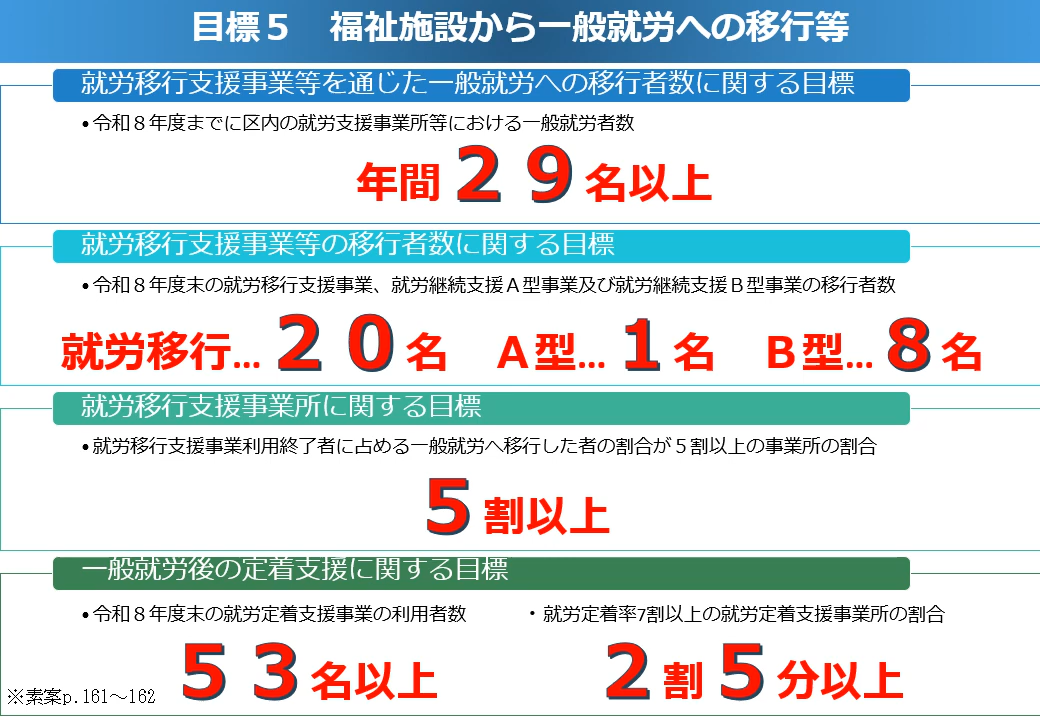 目標５　福祉施設から一般就労への移行等
就労移行支援事業等を通じた一般就労への移行者数に関する目標
•令和８年度までに区内の就労支援事業所等における一般就労者数
年間２９名以上
就労移行支援事業等の移行者数に関する目標
•令和８年度末の就労移行支援事業、就労継続支援Ａ型事業及び就労継続支援Ｂ型事業の移行者数
就労移行…２０名　Ａ型…１名　Ｂ型…８名
就労移行支援事業所に関する目標
•就労移行支援事業利用終了者に占める一般就労へ移行した者の割合が５割以上の事業所の割合
５割以上
一般就労後の定着支援に関する目標
•令和８年度末の就労定着支援事業の利用者数　・就労定着率7割以上の就労定着支援事業所の割合
５３名以上　２割５分以上
※素案p.161～162